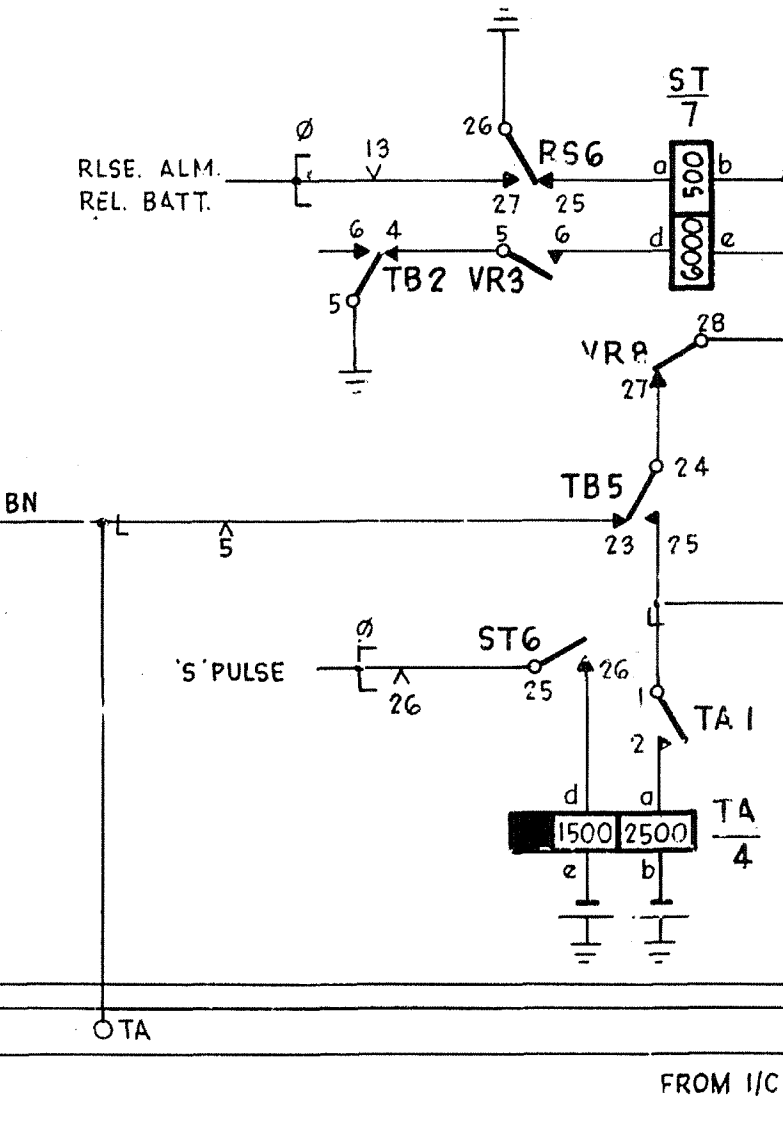 ST
7
Ø
13
26
RS6
a
500
b
RLSE. ALM.
REL. BATT.
27
25
6
4
5
6
d
6000
e
TB2
VR3
5
28
VR8
27
24
TB5
BN
5
23
25
Ø
ST6
'S' PULSE
26
25
26
1
TA 1
2
d
a
1500
2500
TA
4
e
b
TA
FROM I/C